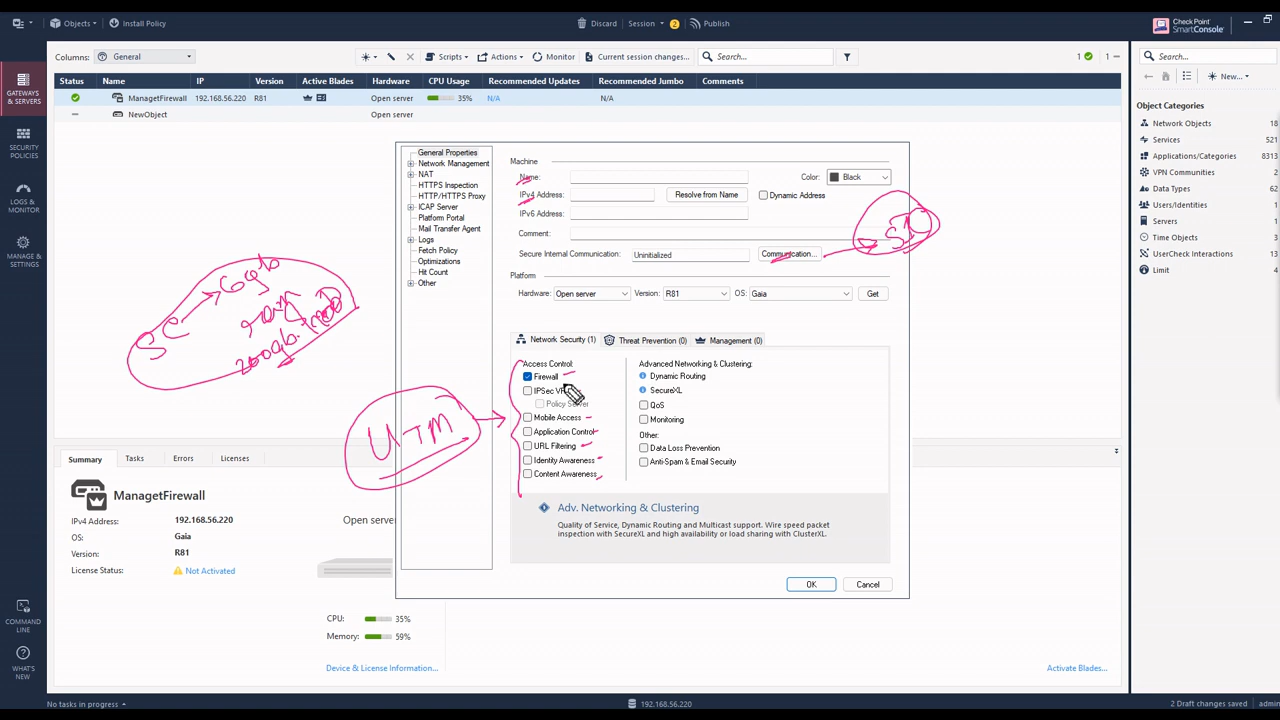 Objects Install Policy Discard Session 2 Publish Check Point SmartConsole
Columns: General Scripts Actions Monitor Current session changes... Search... 1 1 Search...
Status Name IP Version Active Blades Hardware CPU Usage Recommended Updates Recommended Jumbo Comments
ManagetFirewall 192.168.56.220 R81 Open server 35% N/A N/A
NewObject Open server
GATEWAYS & SERVERS
SECURITY POLICIES
LOGS & MONITOR
MANAGE & SETTINGS
COMMAND LINE
WHAT'S NEW
General Properties
Network Management
NAT
HTTPS Inspection
HTTP/HTTPS Proxy
ICAP Server
Platform Portal
Mail Transfer Agent
Logs
Fetch Policy
Optimizations
Hit Count
Other
Machine
Name: Color: Black
IPv4 Address: Resolve from Name Dynamic Address
IPv6 Address:
Comment:
Secure Internal Communication: Uninitialized Communication...
SIC
Platform
Hardware: Open server Version: R81 OS: Gaia Get
Network Security (1) Threat Prevention (0) Management (0)
Access Control:
Firewall
IPSec VPN
Policy Server
Mobile Access
Application Control
URL Filtering
Identity Awareness
Content Awareness
UTM
Advanced Networking & Clustering:
Dynamic Routing
SecureXL
QoS
Monitoring
Other:
Data Loss Prevention
Anti-Spam & Email Security
Adv. Networking & Clustering
Quality of Service, Dynamic Routing and Multicast support. Wire speed packet
inspection with SecureXL and high availability or load sharing with ClusterXL.
OK Cancel
New...
Object Categories
Network Objects 18
Services 521
Applications/Categories 8313
VPN Communities 2
Data Types 62
Users/Identities 1
Servers 1
Time Objects 3
UserCheck Interactions 13
Limit 4
Summary Tasks Errors Licenses
ManagetFirewall
IPv4 Address: 192.168.56.220
OS: Gaia
Version: R81
License Status: Not Activated
Open server
CPU: 35%
Memory: 59%
Device & License Information... Activate Blades...
No tasks in progress 192.168.56.220 2 Draft changes saved admin